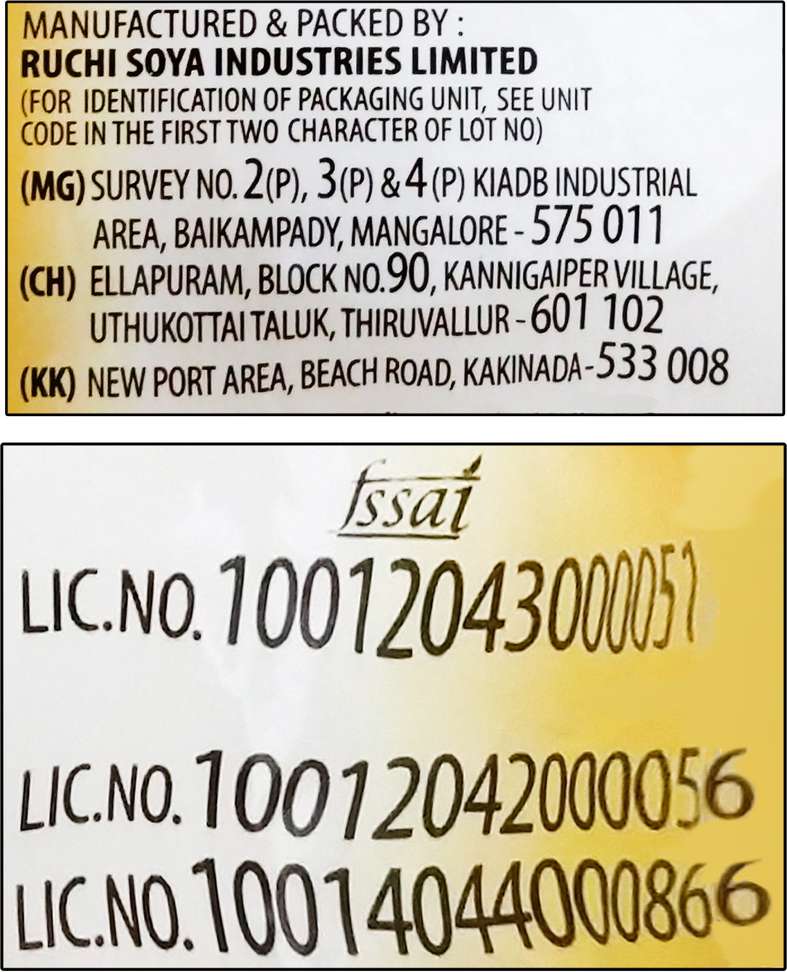 MANUFACTURED & PACKED BY :
RUCHI SOYA INDUSTRIES LIMITED
(FOR IDENTIFICATION OF PACKAGING UNIT, SEE UNIT
CODE IN THE FIRST TWO CHARACTER OF LOT NO)
(MG) SURVEY NO. 2(P), 3(P) & 4(P) KIADB INDUSTRIAL
AREA, BAIKAMPADY, MANGALORE - 575 011
(CH) ELLAPURAM, BLOCK NO.90, KANNIGAIPER VILLAGE,
UTHUKOTTAI TALUK, THIRUVALLUR - 601 102
(KK) NEW PORT AREA, BEACH ROAD, KAKINADA-533 008
fssai
LIC.NO. 10012043000051
LIC.NO. 10012042000056
LIC.NO. 10014044000866